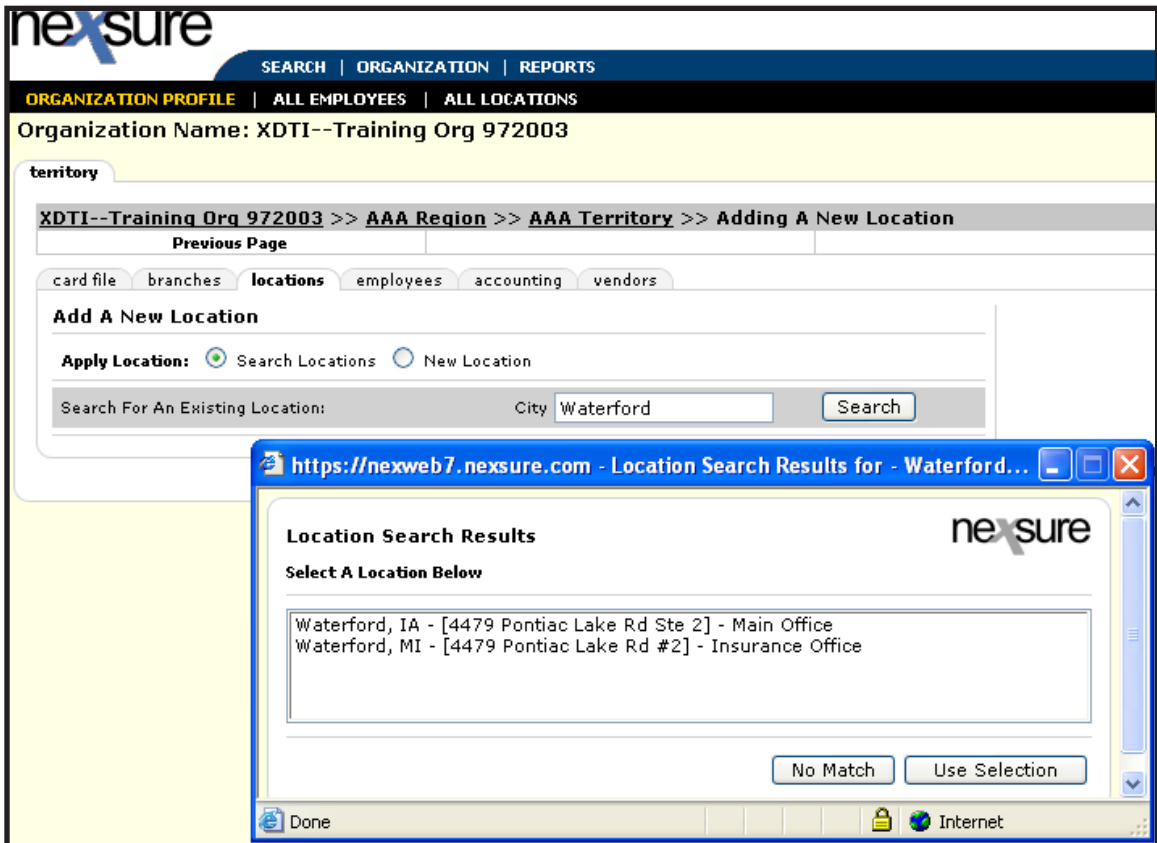 nexsure
SEARCH | ORGANIZATION | REPORTS
ORGANIZATION PROFILE | ALL EMPLOYEES | ALL LOCATIONS
Organization Name: XDTI--Training Org 972003
territory
XDTI--Training Org 972003 >> AAA Region >> AAA Territory >> Adding A New Location
Previous Page
card file branches locations employees accounting vendors
Add A New Location
Apply Location: Search Locations New Location
Search For An Existing Location: City Waterford Search
https://nexweb7.nexsure.com - Location Search Results for - Waterford...
nexsure
Location Search Results
Select A Location Below
Waterford, IA - [4479 Pontiac Lake Rd Ste 2] - Main Office
Waterford, MI - [4479 Pontiac Lake Rd #2] - Insurance Office
No Match Use Selection
Done Internet